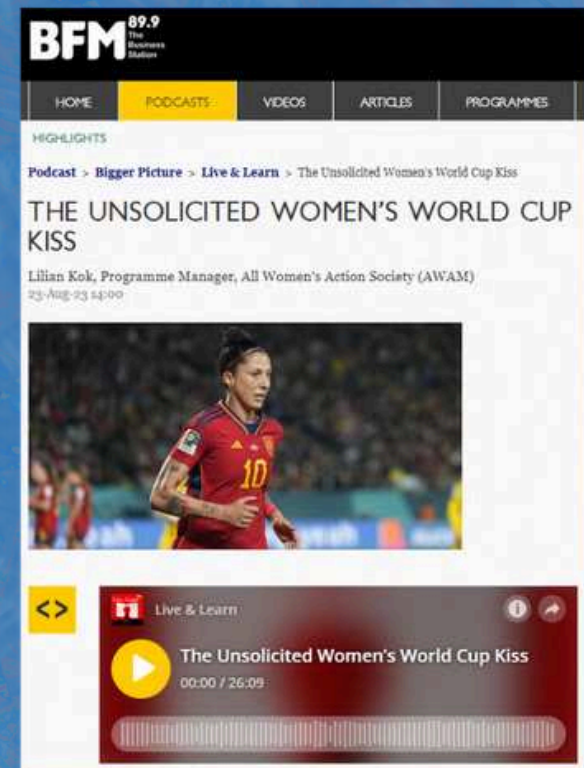 BFM 89.9
The
Business
Station
HOME PODCASTS VIDEOS ARTICLES PROGRAMMES
HIGHLIGHTS
Podcast > Bigger Picture > Live & Learn > The Unsolicited Women's World Cup Kiss
THE UNSOLICITED WOMEN'S WORLD CUP
KISS
Lilian Kok, Programme Manager, All Women's Action Society (AWAM)
23-Aug-23 14:00
10
<>
Live & Learn
The Unsolicited Women's World Cup Kiss
00:00 / 26:09